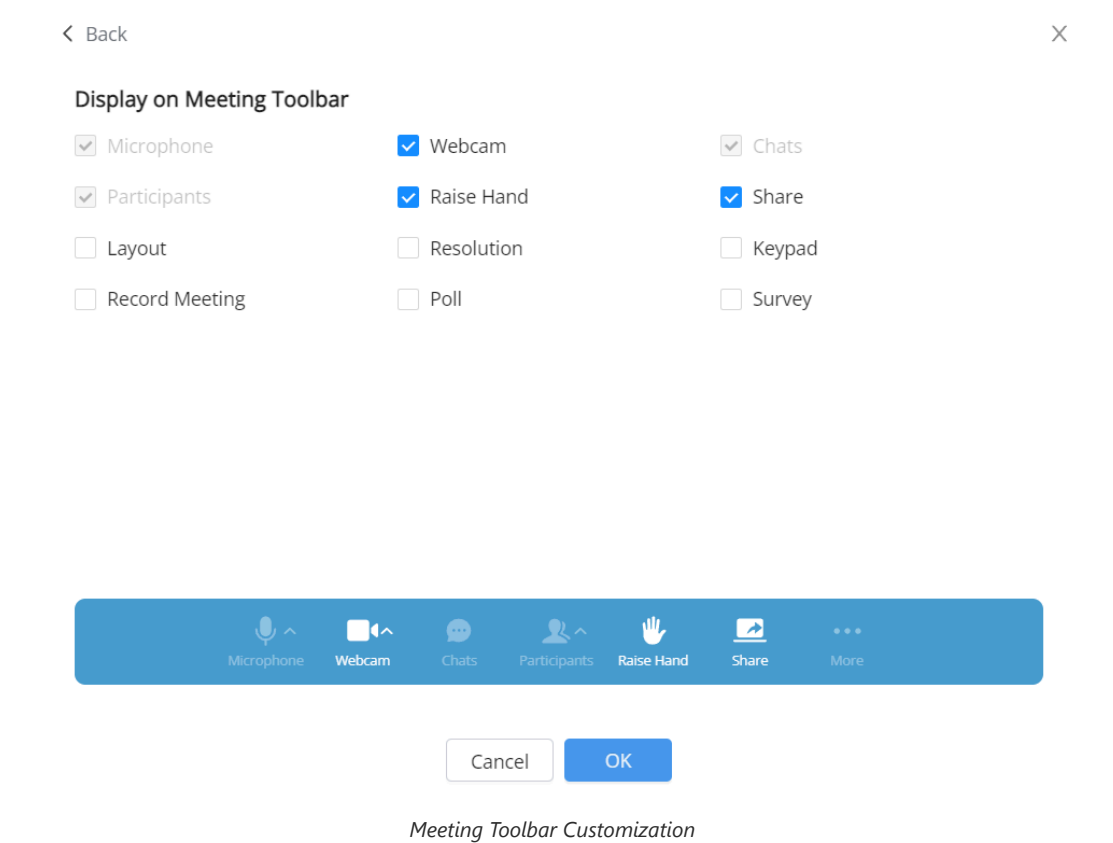 Back
Display on Meeting Toolbar
Microphone Webcam Chats
Participants Raise Hand Share
Layout Resolution Keypad
Record Meeting Poll Survey
Microphone Webcam Chats Participants Raise Hand Share More
Cancel OK
Meeting Toolbar Customization